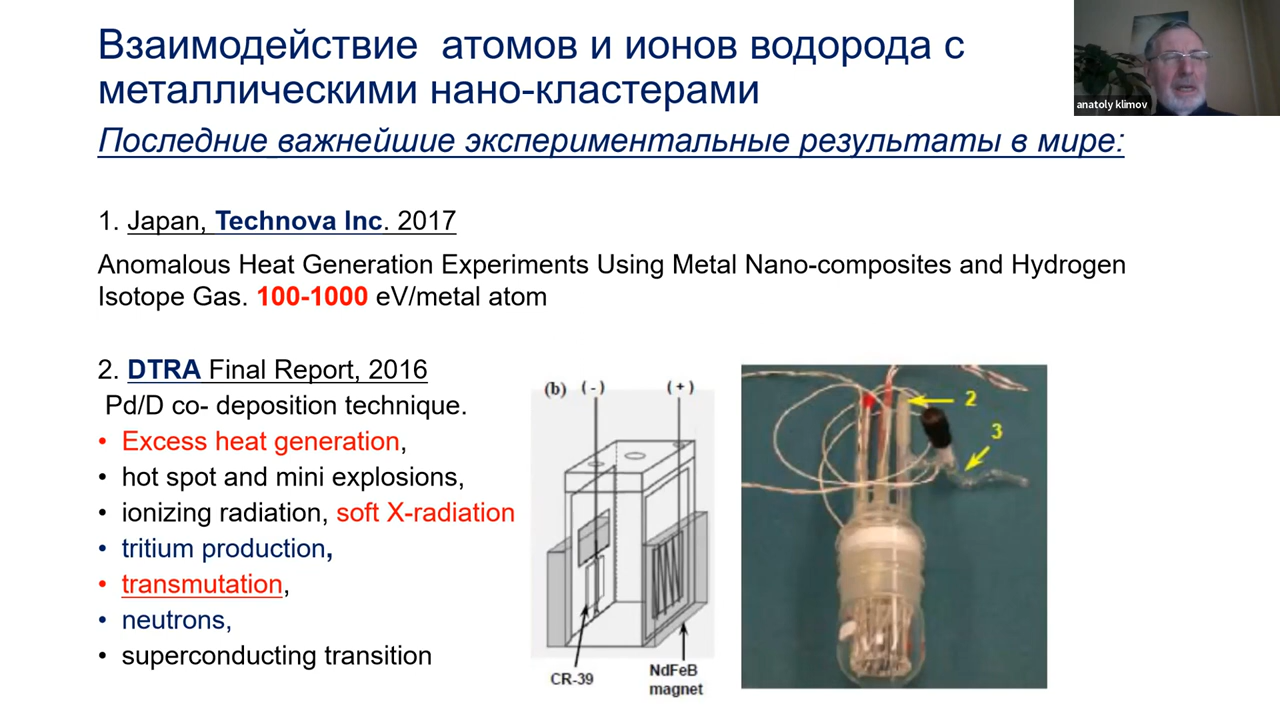 Взаимодействие атомов и ионов водорода с
металлическими нано-кластерами
Последние важнейшие экспериментальные результаты в мире:
anatoly klimov
1. Japan, Technova Inc. 2017
Anomalous Heat Generation Experiments Using Metal Nano-composites and Hydrogen
Isotope Gas. 100-1000 eV/metal atom
2. DTRA Final Report, 2016
Pd/D co- deposition technique.
• Excess heat generation,
• hot spot and mini explosions,
• ionizing radiation, soft X-radiation
• tritium production,
• transmutation,
• neutrons,
• superconducting transition
(b) (-) (+)
CR-39
NdFeB
magnet
2
3